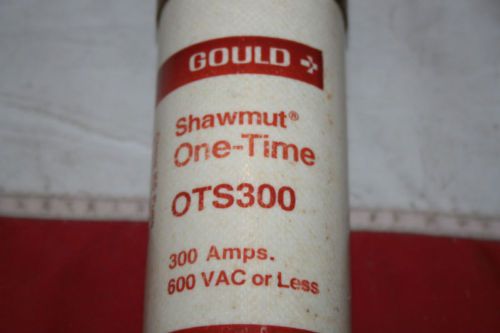 GOULD
Shawmut®
One-Time
OTS300
300 Amps.
600 VAC or Less